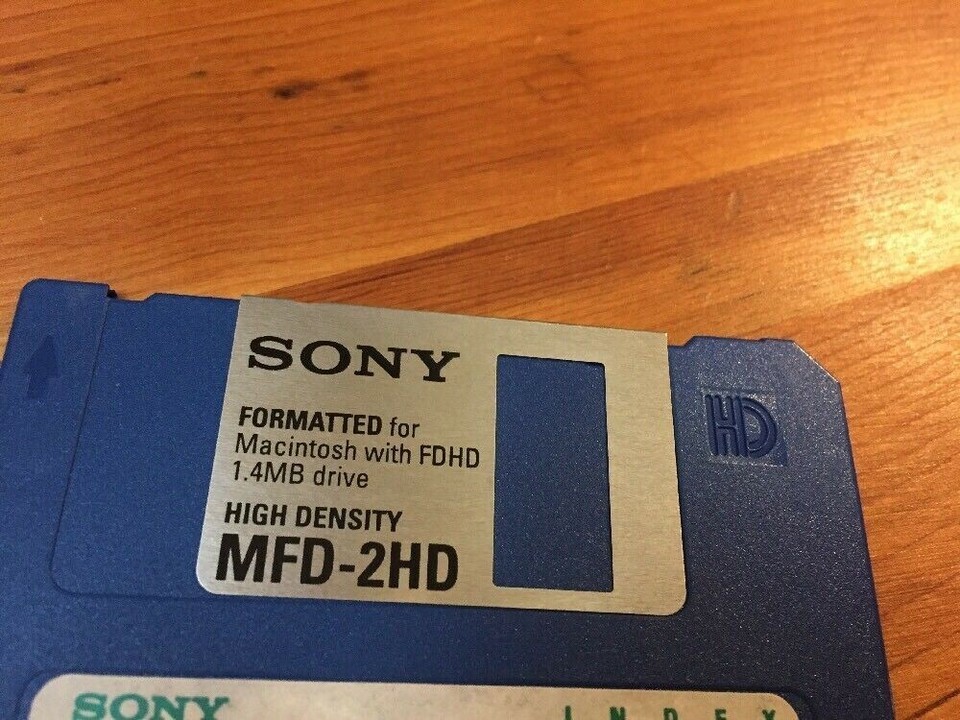 SONY
FORMATTED for
Macintosh with FDHD
1.4MB drive
HIGH DENSITY
MFD-2HD
HD
SONY INDEX